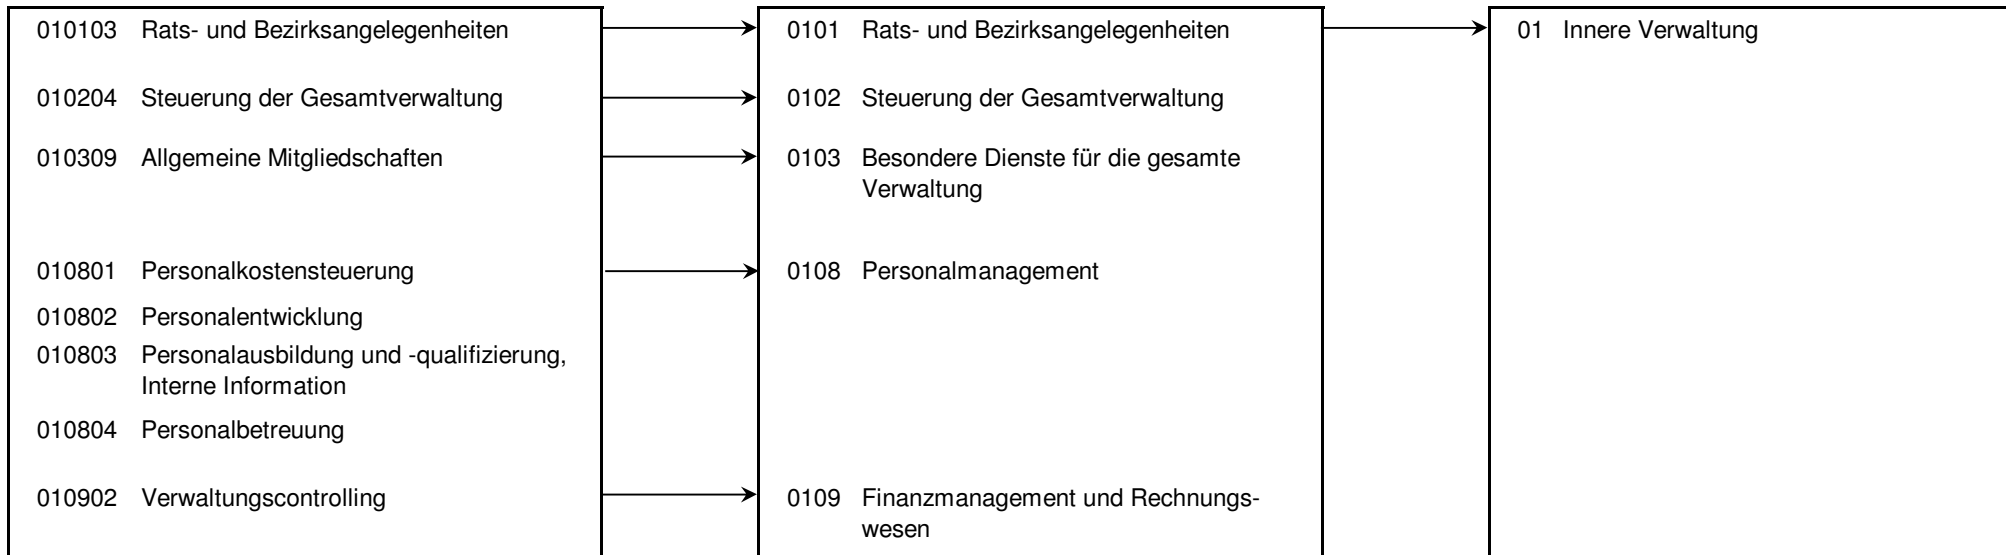 010103 Rats- und Bezirksangelegenheiten
010204 Steuerung der Gesamtverwaltung
010309 Allgemeine Mitgliedschaften
010801 Personalkostensteuerung
010802 Personalentwicklung
010803 Personalausbildung und -qualifizierung,
Interne Information
010804 Personalbetreuung
010902 Verwaltungscontrolling
0101 Rats- und Bezirksangelegenheiten
0102 Steuerung der Gesamtverwaltung
0103 Besondere Dienste für die gesamte
Verwaltung
0108 Personalmanagement
0109 Finanzmanagement und Rechnungs-
wesen
01 Innere Verwaltung